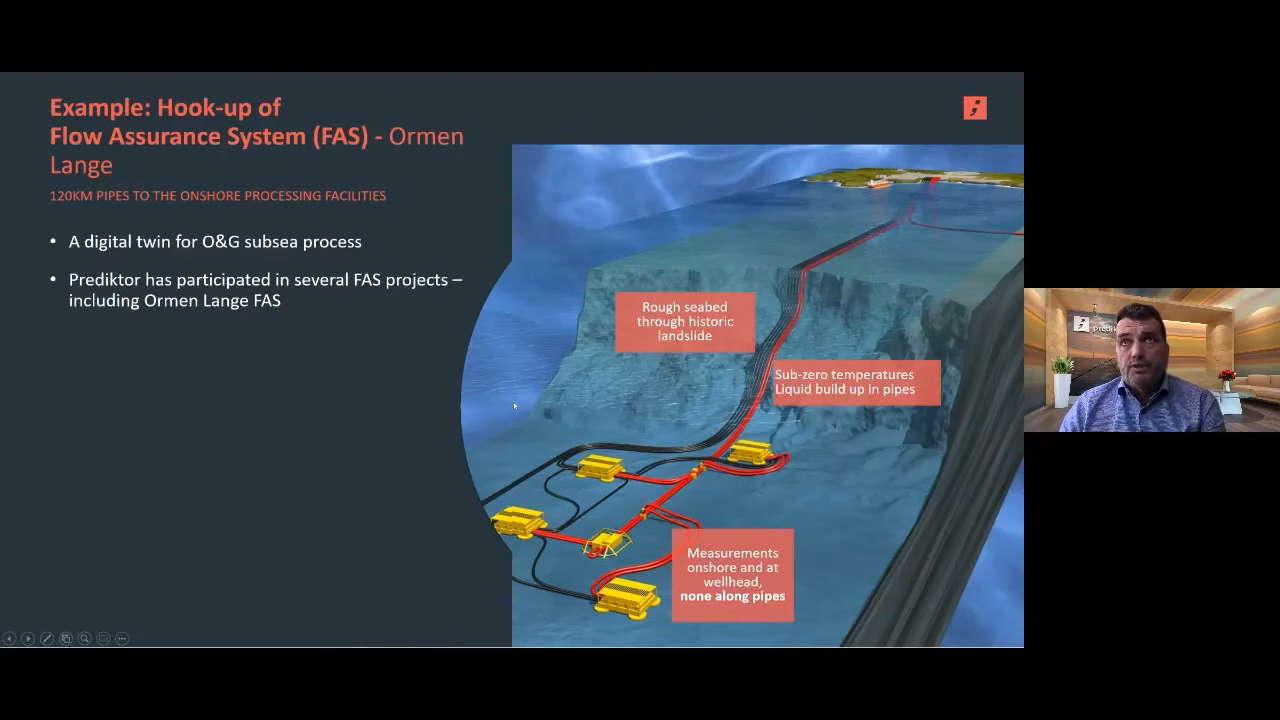 Example: Hook-up of
Flow Assurance System (FAS) - Ormen
Lange
120KM PIPES TO THE ONSHORE PROCESSING FACILITIES
• A digital twin for O&G subsea process
• Prediktor has participated in several FAS projects –
including Ormen Lange FAS
Rough seabed
through historic
landslide
Sub-zero temperatures
Liquid build up in pipes
Measurements
onshore and at
wellhead,
none along pipes